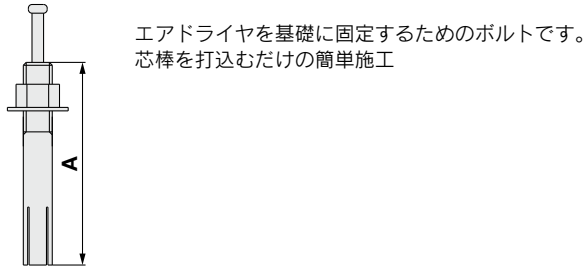 エアドライヤを基礎に固定するためのボルトです。
芯棒を打込むだけの簡単施工
A